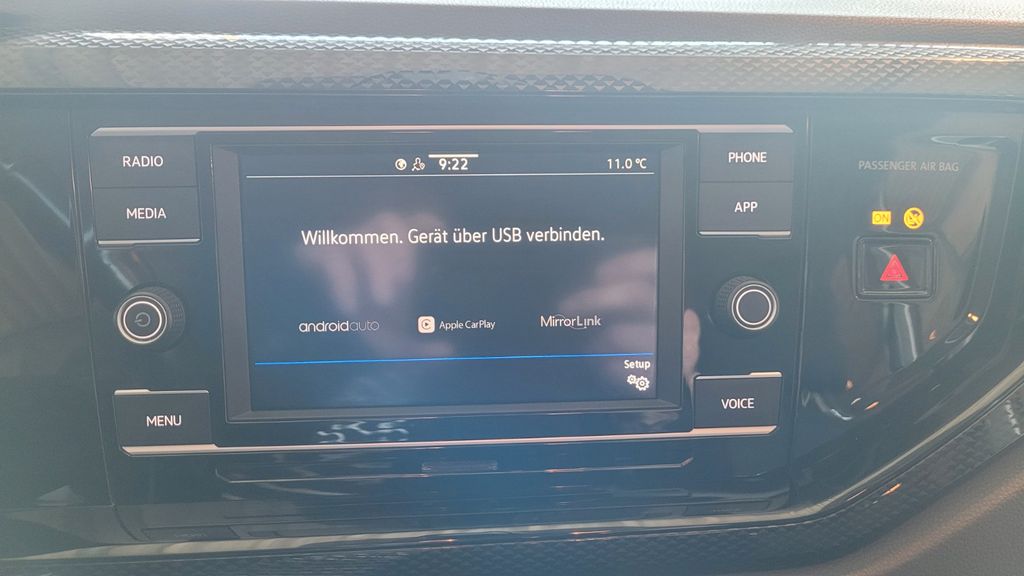 RADIO
MEDIA
MENU
9:22
11.0 °C
Willkommen. Gerät über USB verbinden.
androidauto
Apple CarPlay
MirrorLink
Setup
PHONE
APP
VOICE
PASSENGER AIR BAG
ON